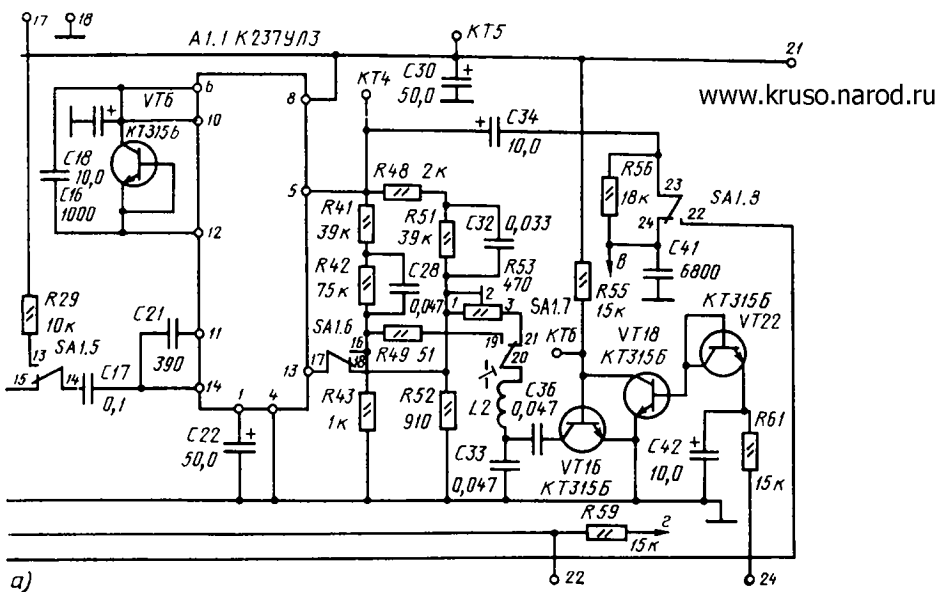 17
18
А1.1 К237УЛ3
КТ5
21
www.kruso.narod.ru
6
VT6
8
С30
50,0
КТ4
10
КТ315Б
С34
10,0
С18
10,0
С16
1000
5
R48 2к
R56
18к
23
SA1.8
24
22
R41
39к
R51
39к
С32
0,033
12
В
С41
6800
R42
75к
С28
0,047
R53
470
R55
15к
КТ315Б
VT22
R29
10к
С21
390
11
1
2
3
SA1.7
SA1.6
19
21
20
КТ6
VT18
КТ315Б
13
SA1.5
15
14
С17
0,1
14
13
17
16
18
R49 51
R43
1к
R52
910
L2
С36
0,047
1
4
С22
50,0
С33
0,047
VT16
КТ315Б
С42
10,0
R61
15к
R59
15к
2
22
24
а)